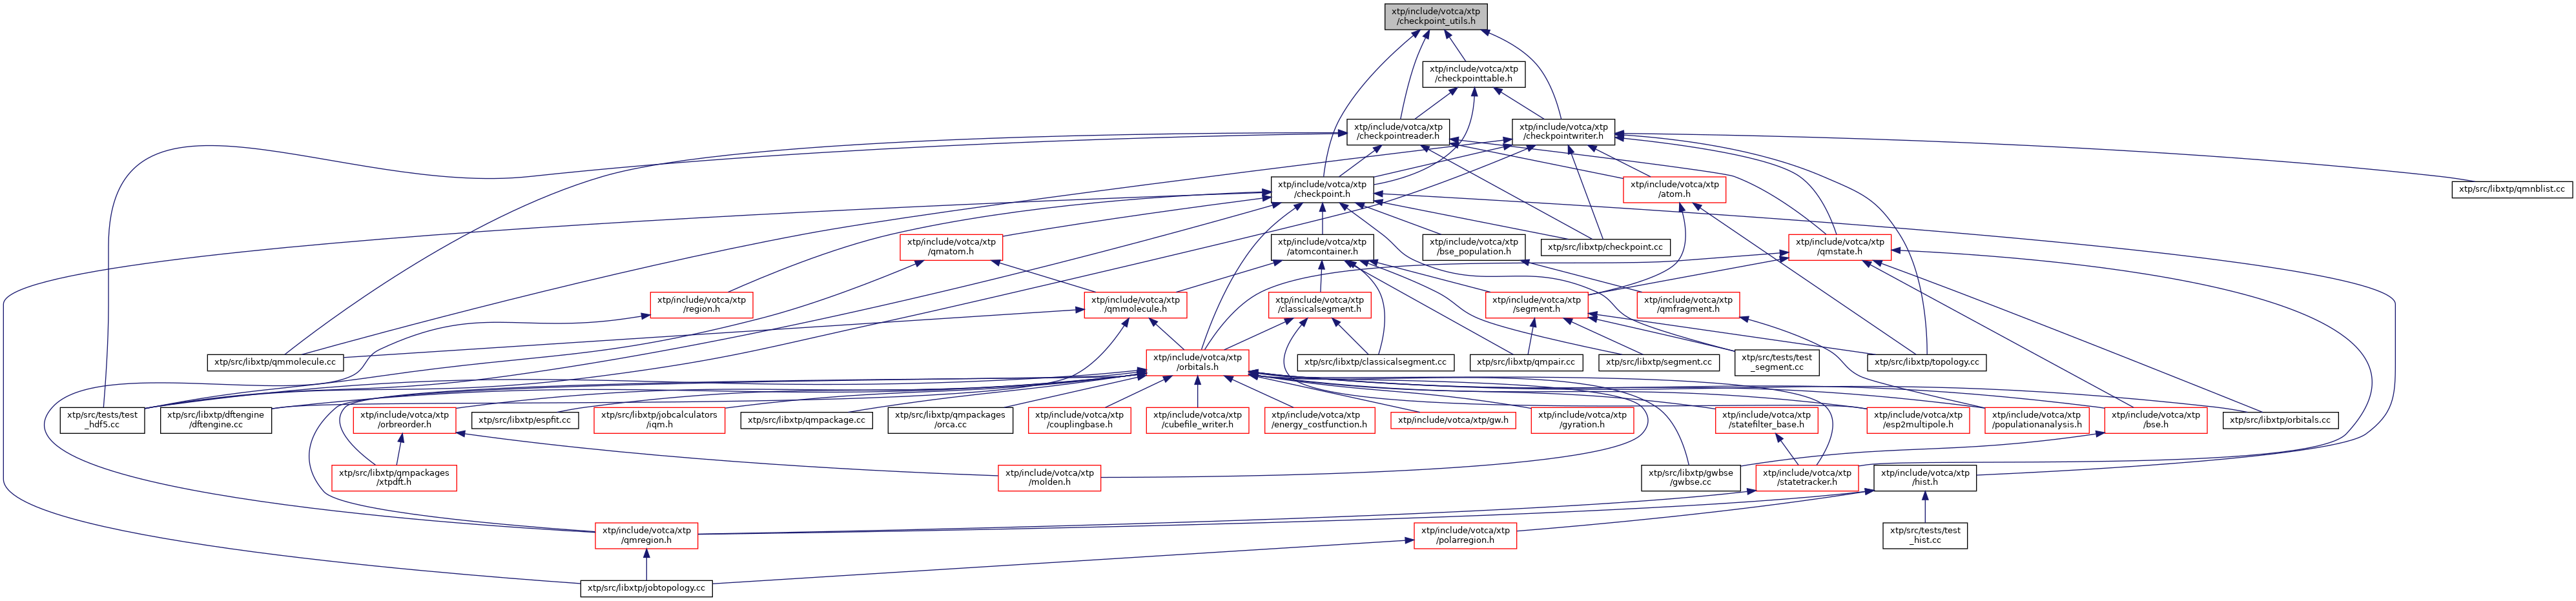 xtp/include/votca/xtp
/checkpoint_utils.h
xtp/include/votca/xtp
/checkpointtable.h
xtp/include/votca/xtp
/checkpointreader.h
xtp/include/votca/xtp
/checkpointwriter.h
xtp/include/votca/xtp
/checkpoint.h
xtp/include/votca/xtp
/atom.h
xtp/src/libxtp/qmnblist.cc
xtp/include/votca/xtp
/qmatom.h
xtp/include/votca/xtp
/atomcontainer.h
xtp/include/votca/xtp
/bse_population.h
xtp/src/libxtp/checkpoint.cc
xtp/include/votca/xtp
/qmstate.h
xtp/include/votca/xtp
/region.h
xtp/include/votca/xtp
/qmmolecule.h
xtp/include/votca/xtp
/classicalsegment.h
xtp/include/votca/xtp
/segment.h
xtp/include/votca/xtp
/qmfragment.h
xtp/src/libxtp/qmmolecule.cc
xtp/include/votca/xtp
/orbitals.h
xtp/src/libxtp/classicalsegment.cc
xtp/src/libxtp/qmpair.cc
xtp/src/libxtp/segment.cc
xtp/src/tests/test
_segment.cc
xtp/src/libxtp/topology.cc
xtp/src/tests/test
_hdf5.cc
xtp/src/libxtp/dftengine
/dftengine.cc
xtp/include/votca/xtp
/orbreorder.h
xtp/src/libxtp/espfit.cc
xtp/src/libxtp/jobcalculators
/iqm.h
xtp/src/libxtp/qmpackage.cc
xtp/src/libxtp/qmpackages
/orca.cc
xtp/include/votca/xtp
/couplingbase.h
xtp/include/votca/xtp
/cubefile_writer.h
xtp/include/votca/xtp
/energy_costfunction.h
xtp/include/votca/xtp/gw.h
xtp/include/votca/xtp
/gyration.h
xtp/include/votca/xtp
/statefilter_base.h
xtp/include/votca/xtp
/esp2multipole.h
xtp/include/votca/xtp
/populationanalysis.h
xtp/include/votca/xtp
/bse.h
xtp/src/libxtp/orbitals.cc
xtp/src/libxtp/qmpackages
/xtpdft.h
xtp/include/votca/xtp
/molden.h
xtp/src/libxtp/gwbse
/gwbse.cc
xtp/include/votca/xtp
/statetracker.h
xtp/include/votca/xtp
/hist.h
xtp/include/votca/xtp
/qmregion.h
xtp/include/votca/xtp
/polarregion.h
xtp/src/tests/test
_hist.cc
xtp/src/libxtp/jobtopology.cc